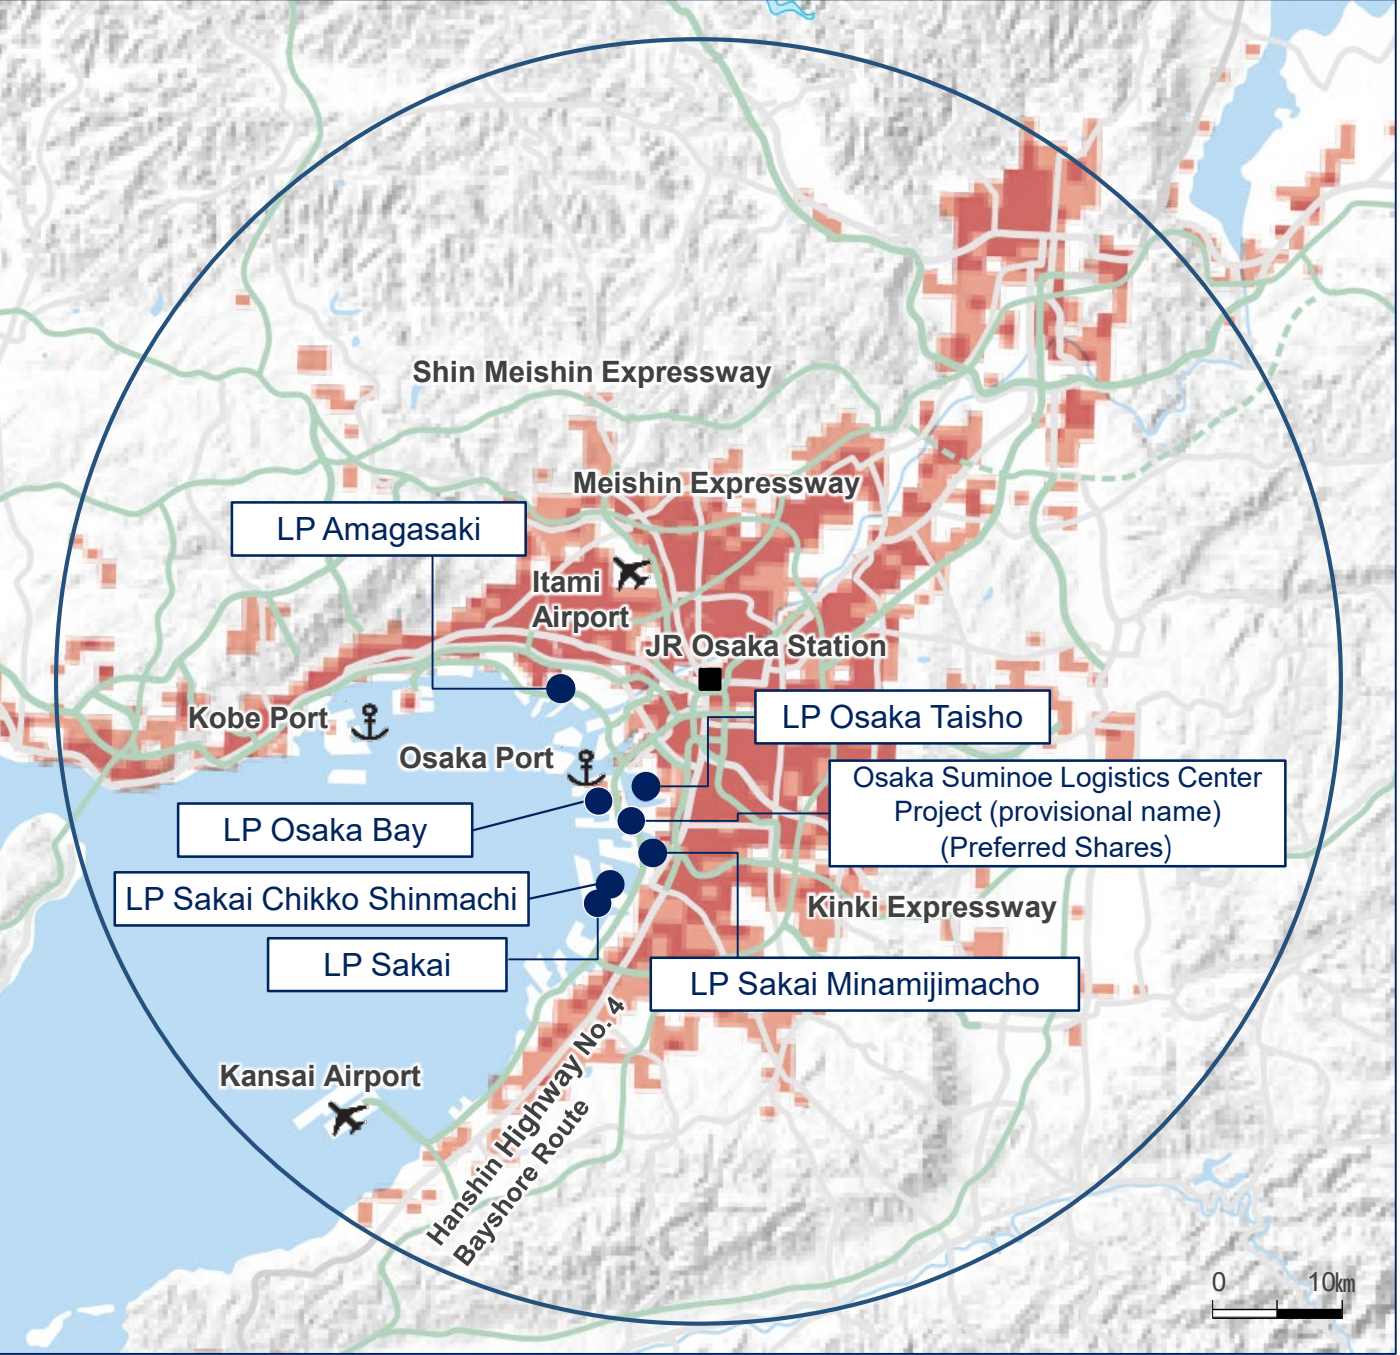 Shin Meishin Expressway
Meishin Expressway
LP Amagasaki
Itami
Airport
JR Osaka Station
Kobe Port
LP Osaka Taisho
Osaka Port
Osaka Suminoe Logistics Center
Project (provisional name)
(Preferred Shares)
LP Osaka Bay
LP Sakai Chikko Shinmachi
Kinki Expressway
LP Sakai
LP Sakai Minamijimacho
Kansai Airport
Hanshin Highway No. 4
Bayshore Route
0 10km